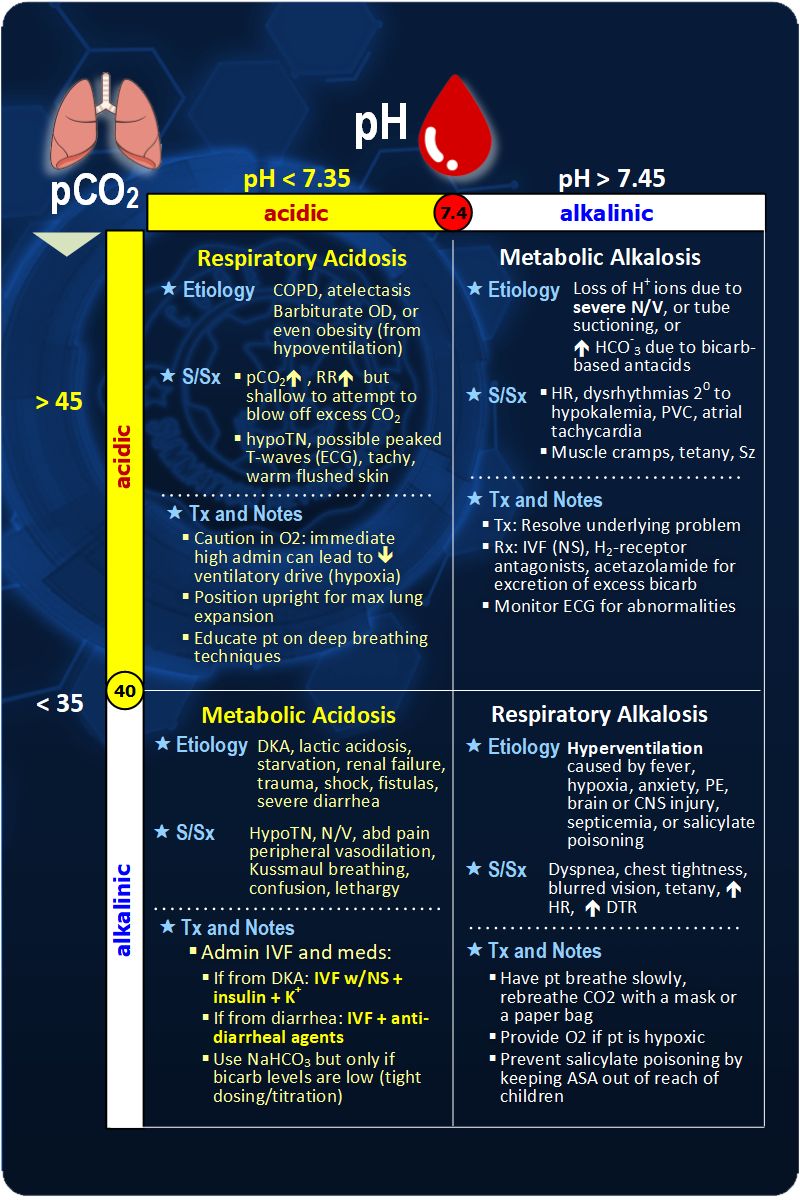 pH
pCO₂
pH < 7.35
pH > 7.45
acidic
7.4
alkalinic
> 45
acidic
40
< 35
alkalinic
Respiratory Acidosis
★ Etiology COPD, atelectasis
Barbiturate OD, or
even obesity (from
hypoventilation)
★ S/Sx ▪ pCO₂🡹 , RR🡹 but
shallow to attempt to
blow off excess CO₂
▪ hypoTN, possible peaked
T-waves (ECG), tachy,
warm flushed skin
★ Tx and Notes
▪ Caution in O2: immediate
high admin can lead to 🡻
ventilatory drive (hypoxia)
▪ Position upright for max lung
expansion
▪ Educate pt on deep breathing
techniques
Metabolic Alkalosis
★ Etiology Loss of H⁺ ions due to
severe N/V, or tube
suctioning, or
🡹 HCO⁻₃ due to bicarb-
based antacids
★ S/Sx ▪ HR, dysrhythmias 2⁰ to
hypokalemia, PVC, atrial
tachycardia
▪ Muscle cramps, tetany, Sz
★ Tx and Notes
▪ Tx: Resolve underlying problem
▪ Rx: IVF (NS), H₂-receptor
antagonists, acetazolamide for
excretion of excess bicarb
▪ Monitor ECG for abnormalities
Metabolic Acidosis
★ Etiology DKA, lactic acidosis,
starvation, renal failure,
trauma, shock, fistulas,
severe diarrhea
★ S/Sx HypoTN, N/V, abd pain
peripheral vasodilation,
Kussmaul breathing,
confusion, lethargy
★ Tx and Notes
▪ Admin IVF and meds:
▪ If from DKA: IVF w/NS +
insulin + K⁺
▪ If from diarrhea: IVF + anti-
diarrheal agents
▪ Use NaHCO₃ but only if
bicarb levels are low (tight
dosing/titration)
Respiratory Alkalosis
★ Etiology Hyperventilation
caused by fever,
hypoxia, anxiety, PE,
brain or CNS injury,
septicemia, or salicylate
poisoning
★ S/Sx Dyspnea, chest tightness,
blurred vision, tetany, 🡹
HR, 🡹 DTR
★ Tx and Notes
▪ Have pt breathe slowly,
rebreathe CO2 with a mask or
a paper bag
▪ Provide O2 if pt is hypoxic
▪ Prevent salicylate poisoning by
keeping ASA out of reach of
children